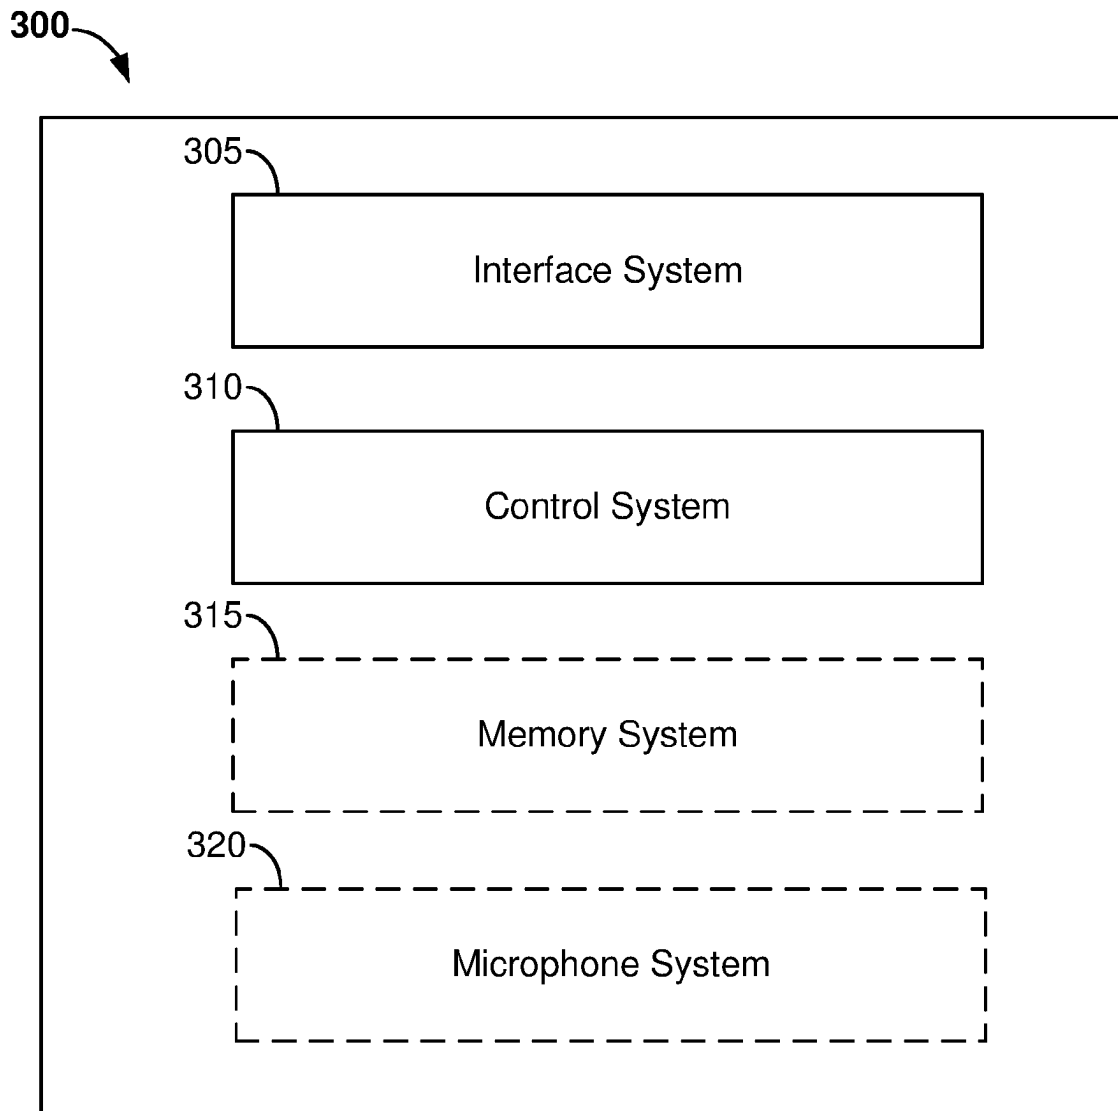 300
305
Interface System
310
Control System
315
Memory System
320
Microphone System